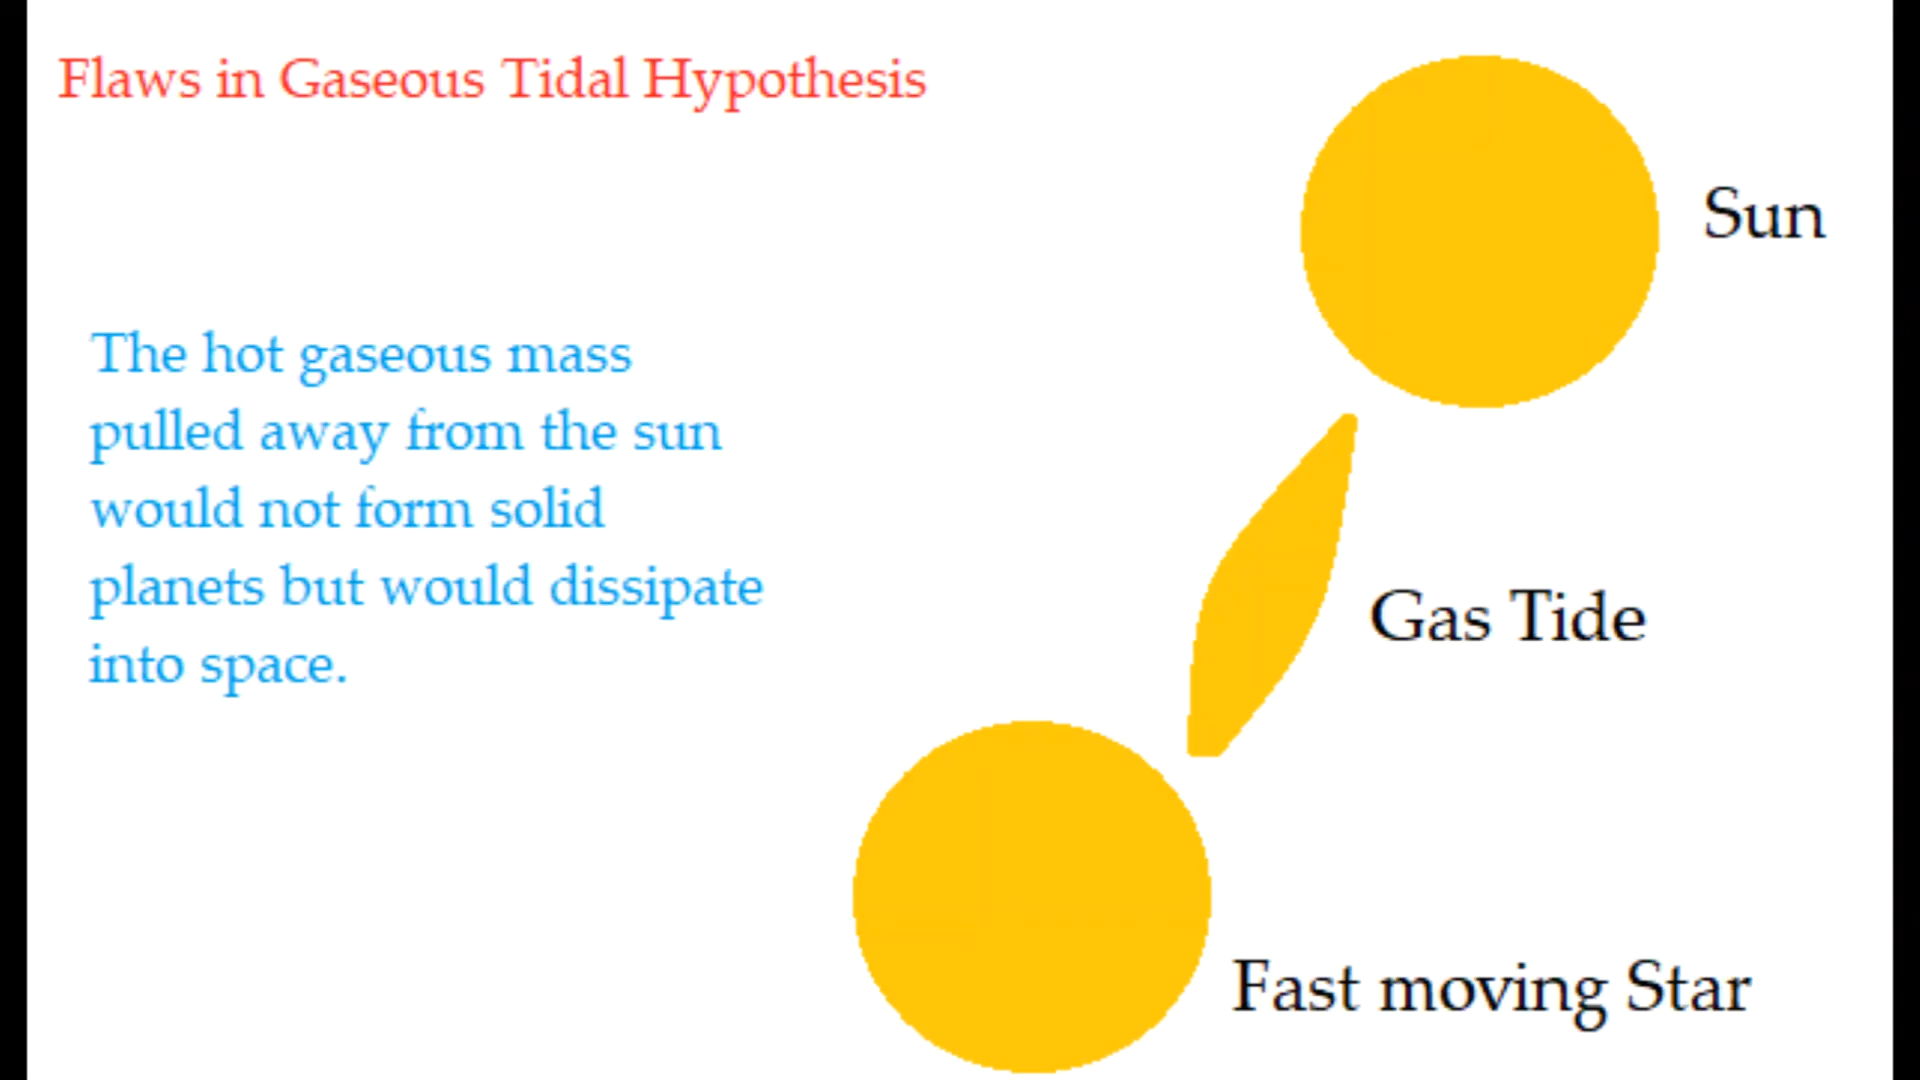 Flaws in Gaseous Tidal Hypothesis
Sun
The hot gaseous mass
pulled away from the sun
would not form solid
planets but would dissipate
into space.
Gas Tide
Fast moving Star